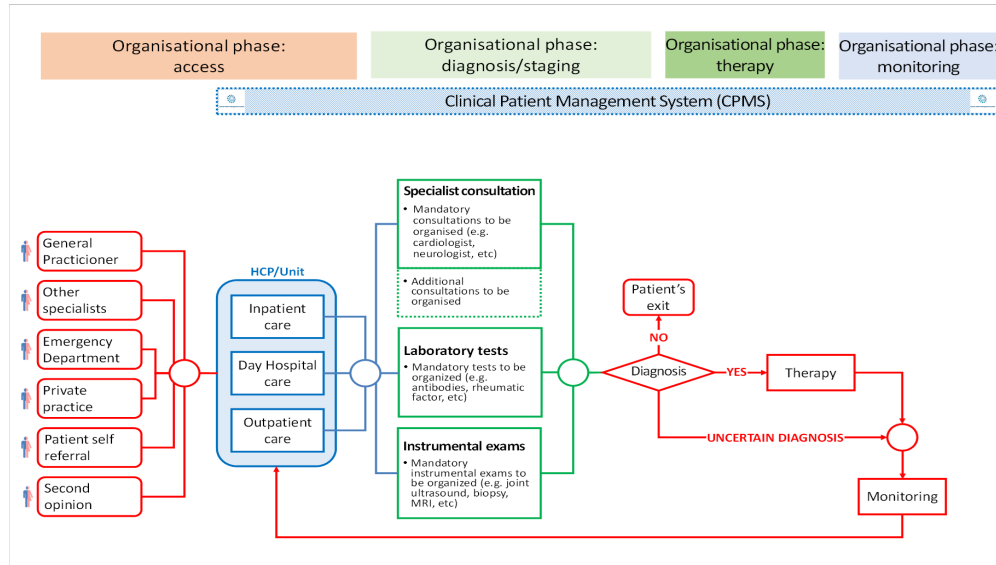 Organisational phase:
access
Organisational phase:
diagnosis/staging
Organisational phase:
therapy
Organisational phase:
monitoring
Clinical Patient Management System (CPMS)
General
Practicioner
Other
specialists
Emergency
Department
Private
practice
Patient self
referral
Second
opinion
HCP/Unit
Inpatient
care
Day Hospital
care
Outpatient
care
Specialist consultation
• Mandatory
consultations to be
organised (e.g.
cardiologist,
neurologist, etc)
• Additional
consultations to be
organised
Laboratory tests
• Mandatory tests to be
organized (e.g.
antibodies, rheumatic
factor, etc)
Instrumental exams
• Mandatory
instrumental exams to
be organized (e.g. joint
ultrasound, biopsy,
MRI, etc)
Patient's
exit
NO
Diagnosis
YES
Therapy
UNCERTAIN DIAGNOSIS
Monitoring